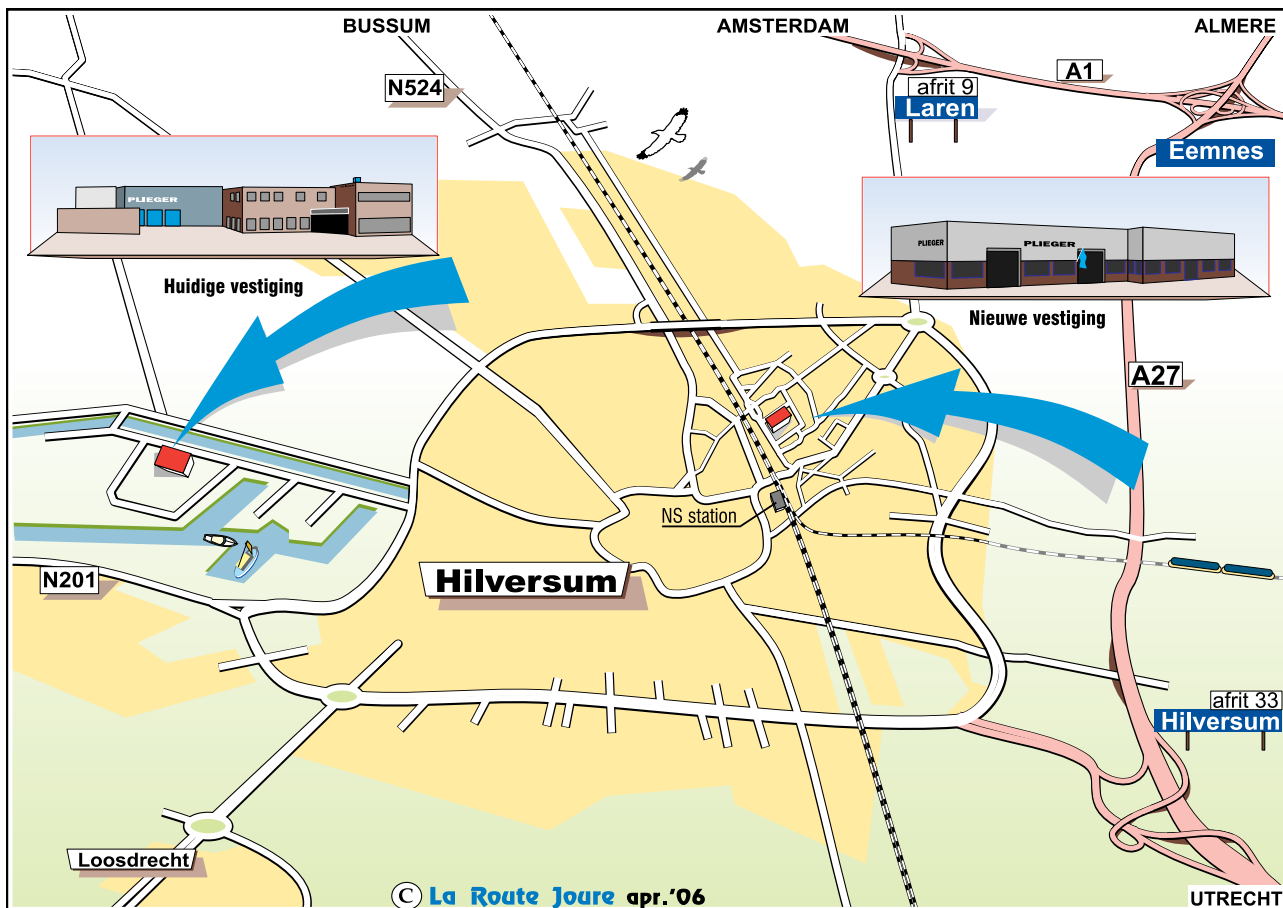 BUSSUM
AMSTERDAM
ALMERE
N524
A1
afrit 9
Laren
Eemnes
PLIEGER
PLIEGER
PLIEGER
Huidige vestiging
Nieuwe vestiging
A27
NS station
Hilversum
N201
afrit 33
Hilversum
Loosdrecht
© La Route Joure apr.'06
UTRECHT